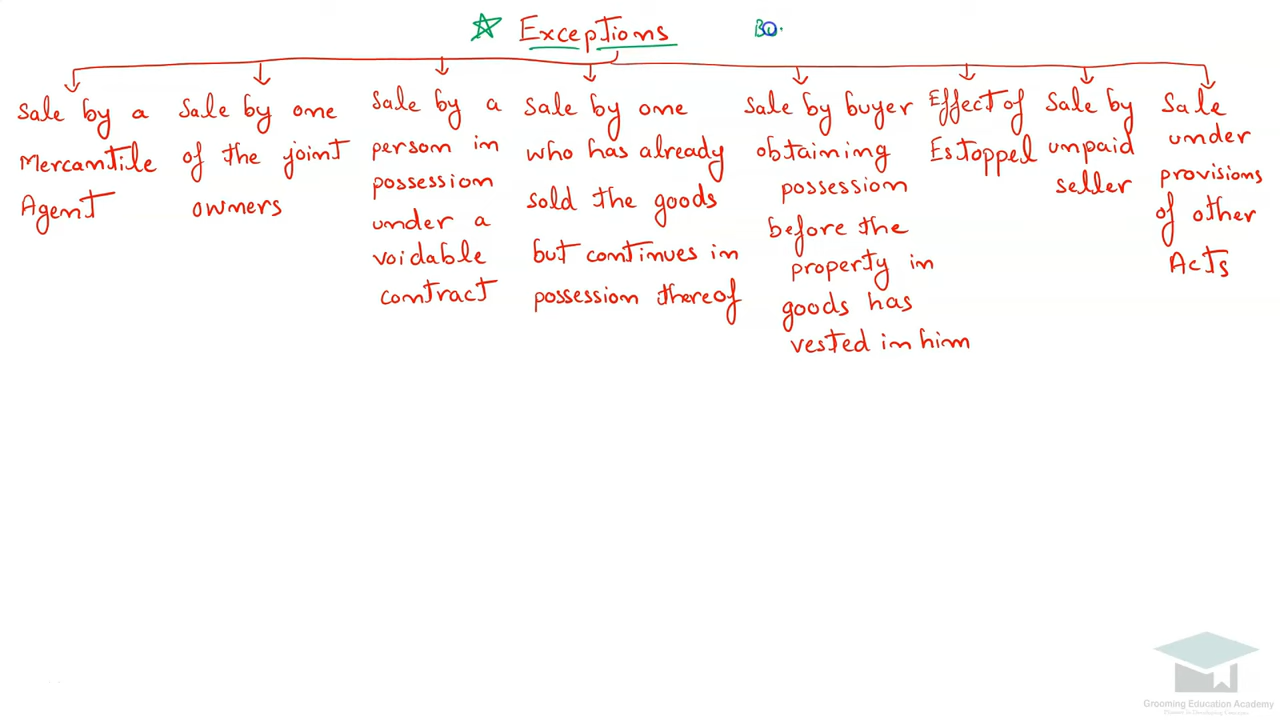 Exceptions
Sale by a
Mercantile
Agent
Sale by one
of the joint
owners
Sale by a
person in
possession
under a
voidable
contract
Sale by one
who has already
sold the goods
but continues in
possession thereof
Sale by buyer
obtaining
possession
before the
property in
goods has
vested in him
Effect of
Estoppel
Sale by
unpaid
seller
Sale
under
provisions
of other
Acts
Grooming Education Academy